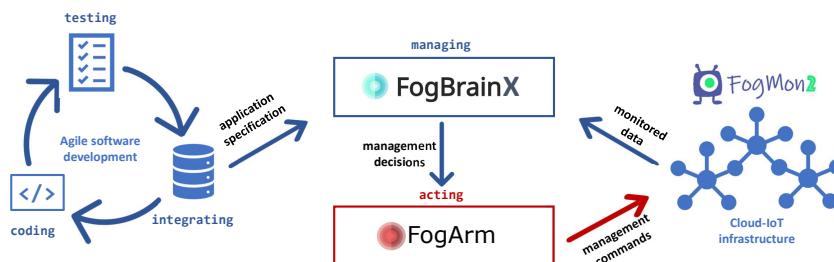 testing
Agile software
development
</>
coding
integrating
application
specification
managing
FogBrainX
management
decisions
acting
FogArm
monitored
data
management
commands
FogMon2
Cloud-IoT
infrastructure